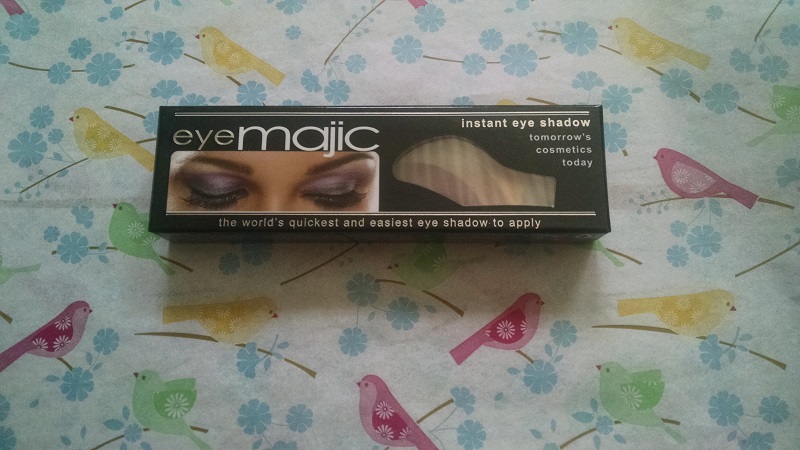 eyemajic
instant eye shadow
tomorrow's
cosmetics
today
the world's quickest and easiest eye shadow to apply